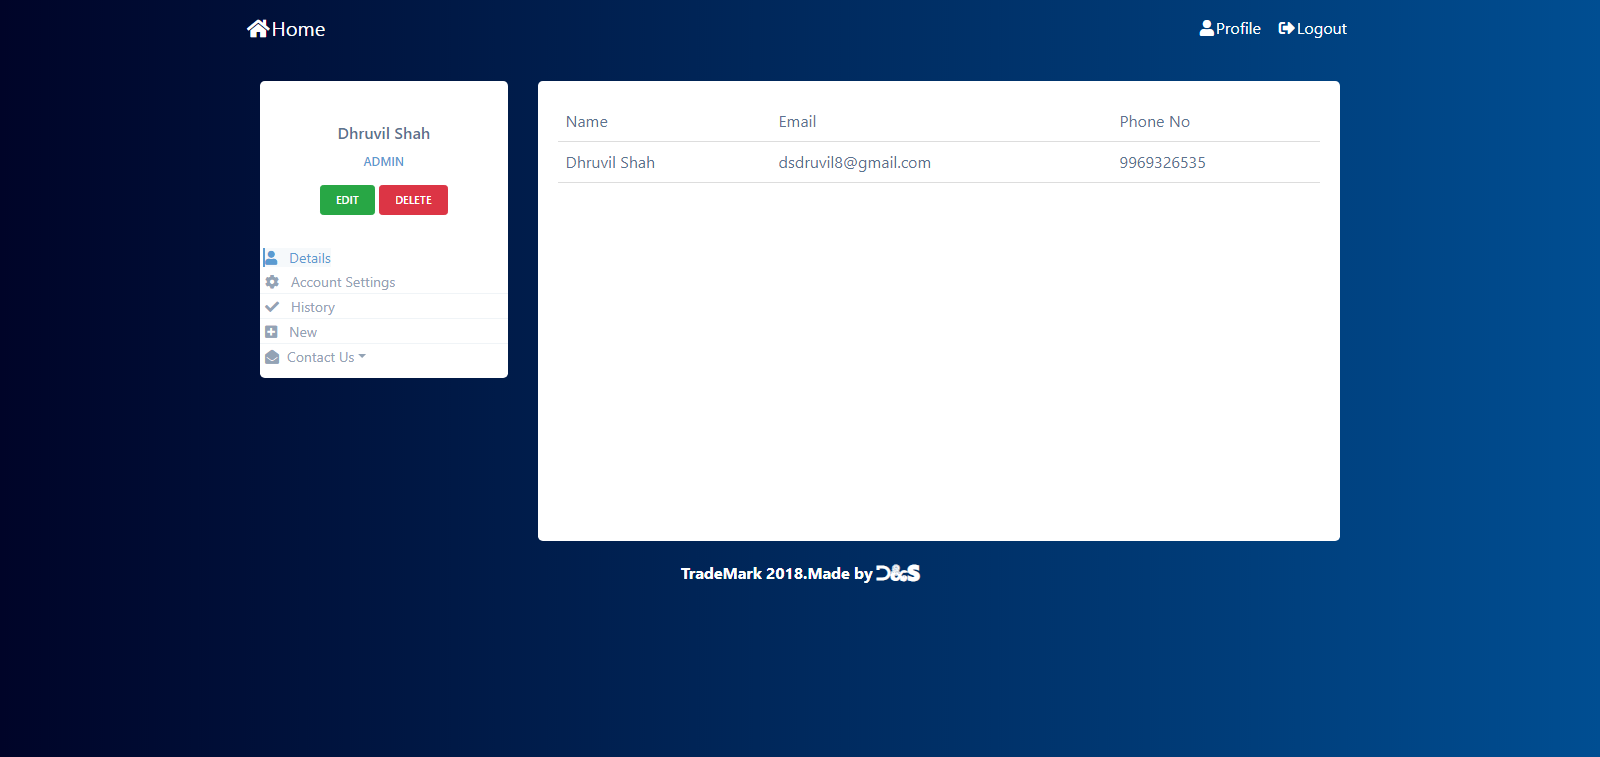 Home
Profile
Logout
Dhruvil Shah
ADMIN
EDIT
DELETE
Details
Account Settings
History
New
Contact Us
Name Email Phone No
Dhruvil Shah dsdruvil8@gmail.com 9969326535
TradeMark 2018.Made by D&S